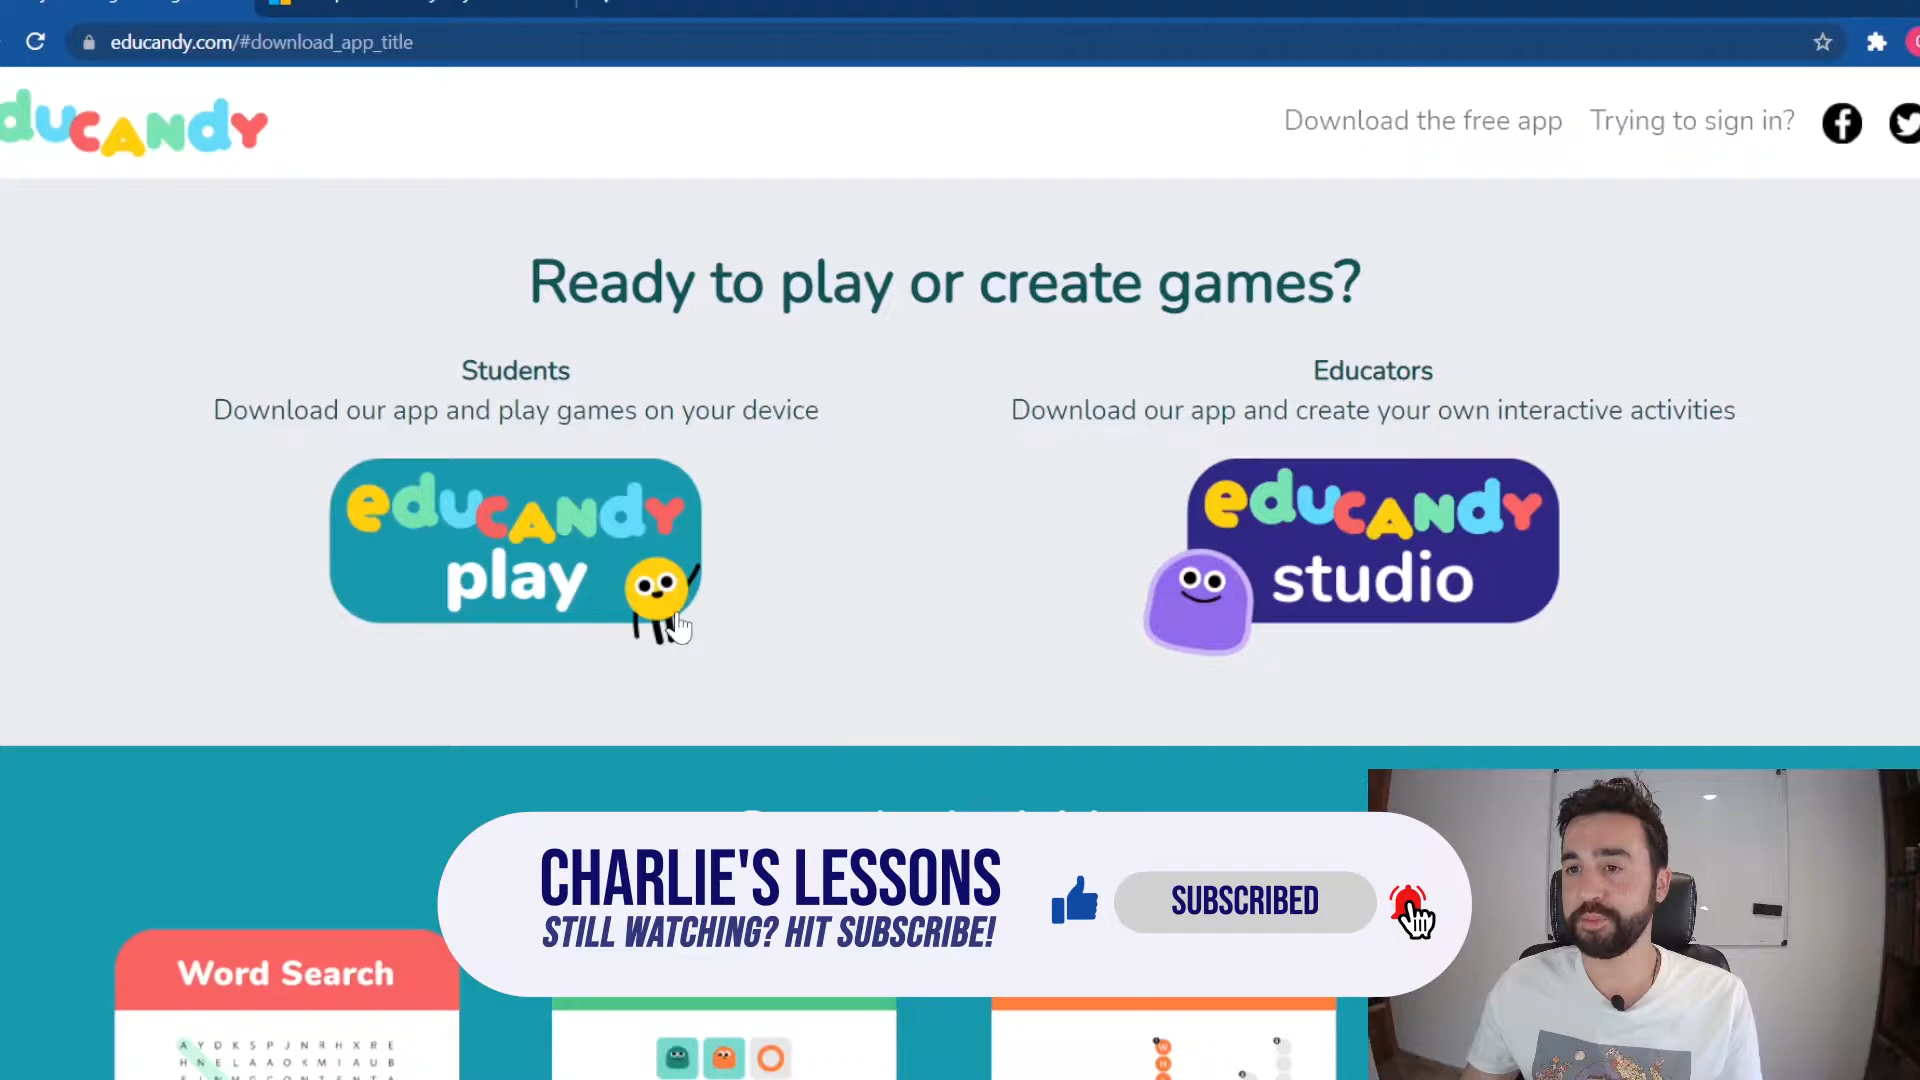 educandy.com/#download_app_title
duCANdy
Download the free app
Trying to sign in?
Ready to play or create games?
Students
Educators
Download our app and play games on your device
Download our app and create your own interactive activities
eduCANdy
play
eduCANdy
studio
CHARLIE'S LESSONS
STILL WATCHING? HIT SUBSCRIBE!
SUBSCRIBED
Word Search
A Y D K S P J N R H X R E
H N E L A A O K M I A U B